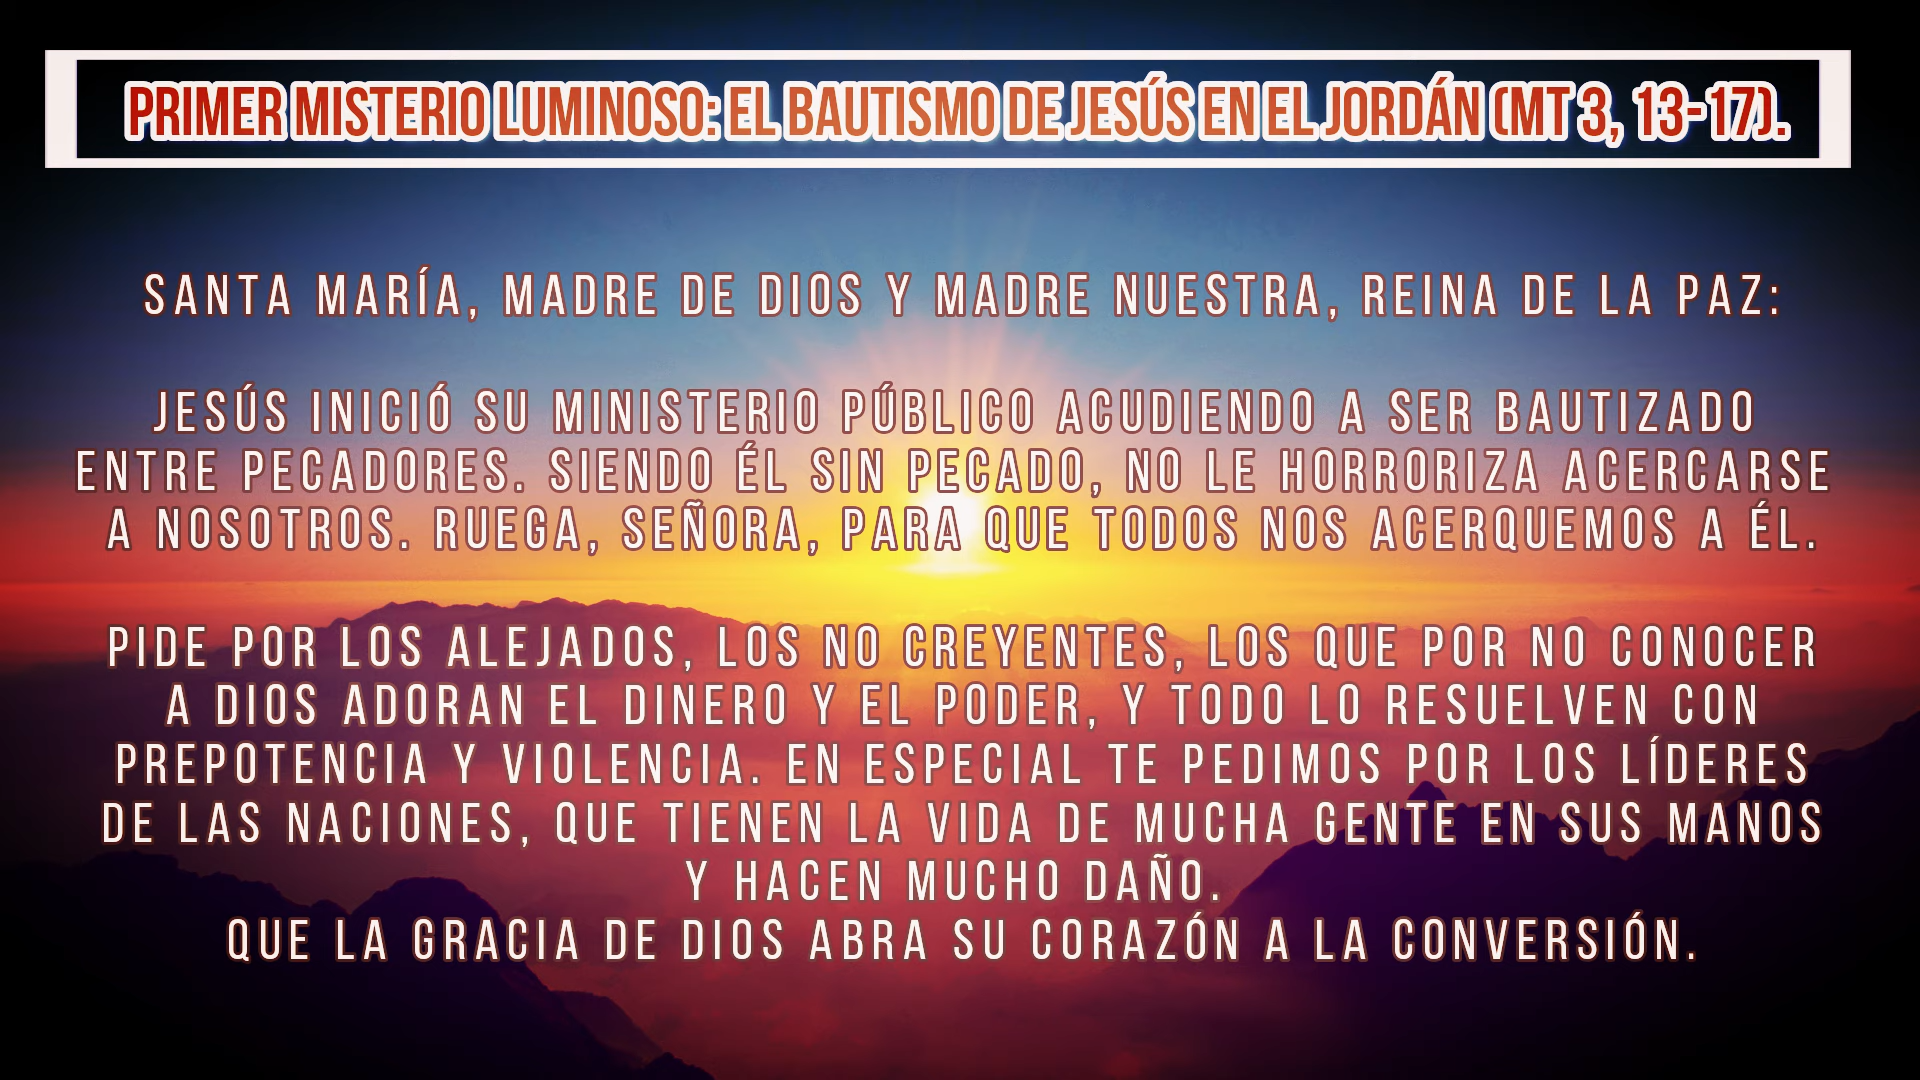 PRIMER MISTERIO LUMINOSO: EL BAUTISMO DE JESÚS EN EL JORDÁN (MT 3, 13-17).
SANTA MARÍA, MADRE DE DIOS Y MADRE NUESTRA, REINA DE LA PAZ:
JESÚS INICIÓ SU MINISTERIO PÚBLICO ACUDIENDO A SER BAUTIZADO
ENTRE PECADORES. SIENDO ÉL SIN PECADO, NO LE HORRORIZA ACERCARSE
A NOSOTROS. RUEGA, SEÑORA, PARA QUE TODOS NOS ACERQUEMOS A ÉL.
PIDE POR LOS ALEJADOS, LOS NO CREYENTES, LOS QUE POR NO CONOCER
A DIOS ADORAN EL DINERO Y EL PODER, Y TODO LO RESUELVEN CON
PREPOTENCIA Y VIOLENCIA. EN ESPECIAL TE PEDIMOS POR LOS LÍDERES
DE LAS NACIONES, QUE TIENEN LA VIDA DE MUCHA GENTE EN SUS MANOS
Y HACEN MUCHO DAÑO.
QUE LA GRACIA DE DIOS ABRA SU CORAZÓN A LA CONVERSIÓN.